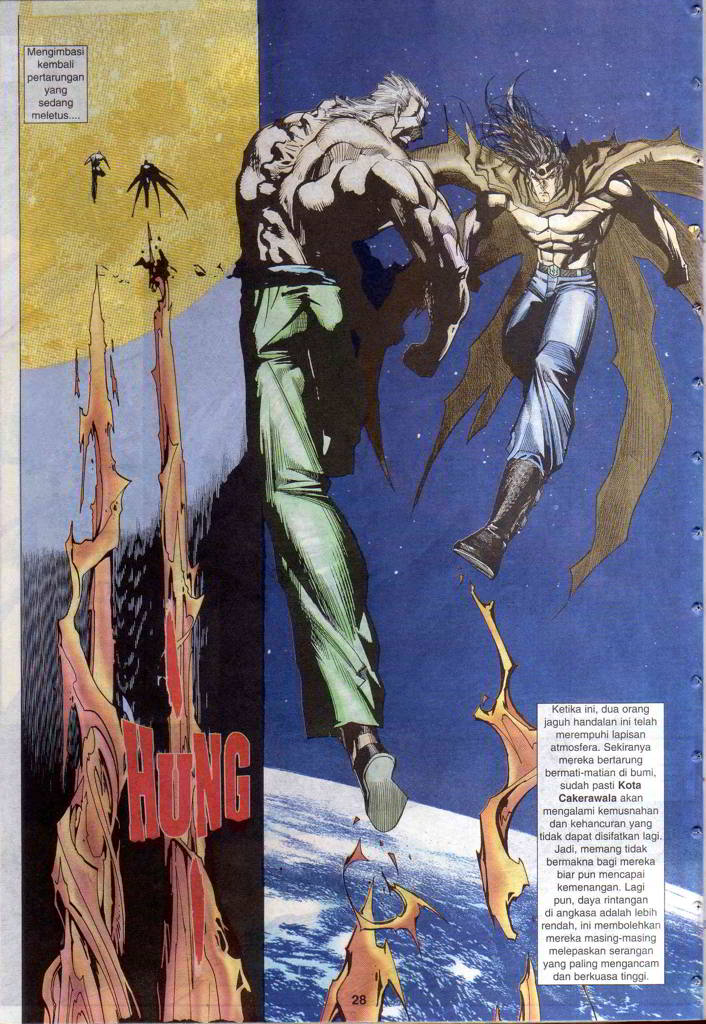 Mengimbasi
kembali
pertarungan
yang
sedang
meletus....
HUNG
!
Ketika ini, dua orang
jaguh handalan ini telah
merempuhi lapisan
atmosfera. Sekiranya
mereka bertarung
bermati-matian di bumi,
sudah pasti Kota
Cakerawala akan
mengalami kemusnahan
dan kehancuran yang
tidak dapat disifatkan lagi.
Jadi, memang tidak
bermakna bagi mereka
biar pun mencapai
kemenangan. Lagi
pun, daya rintangan
di angkasa adalah lebih
rendah, ini membolehkan
mereka masing-masing
melepaskan serangan
yang paling mengancam
dan berkuasa tinggi.
28